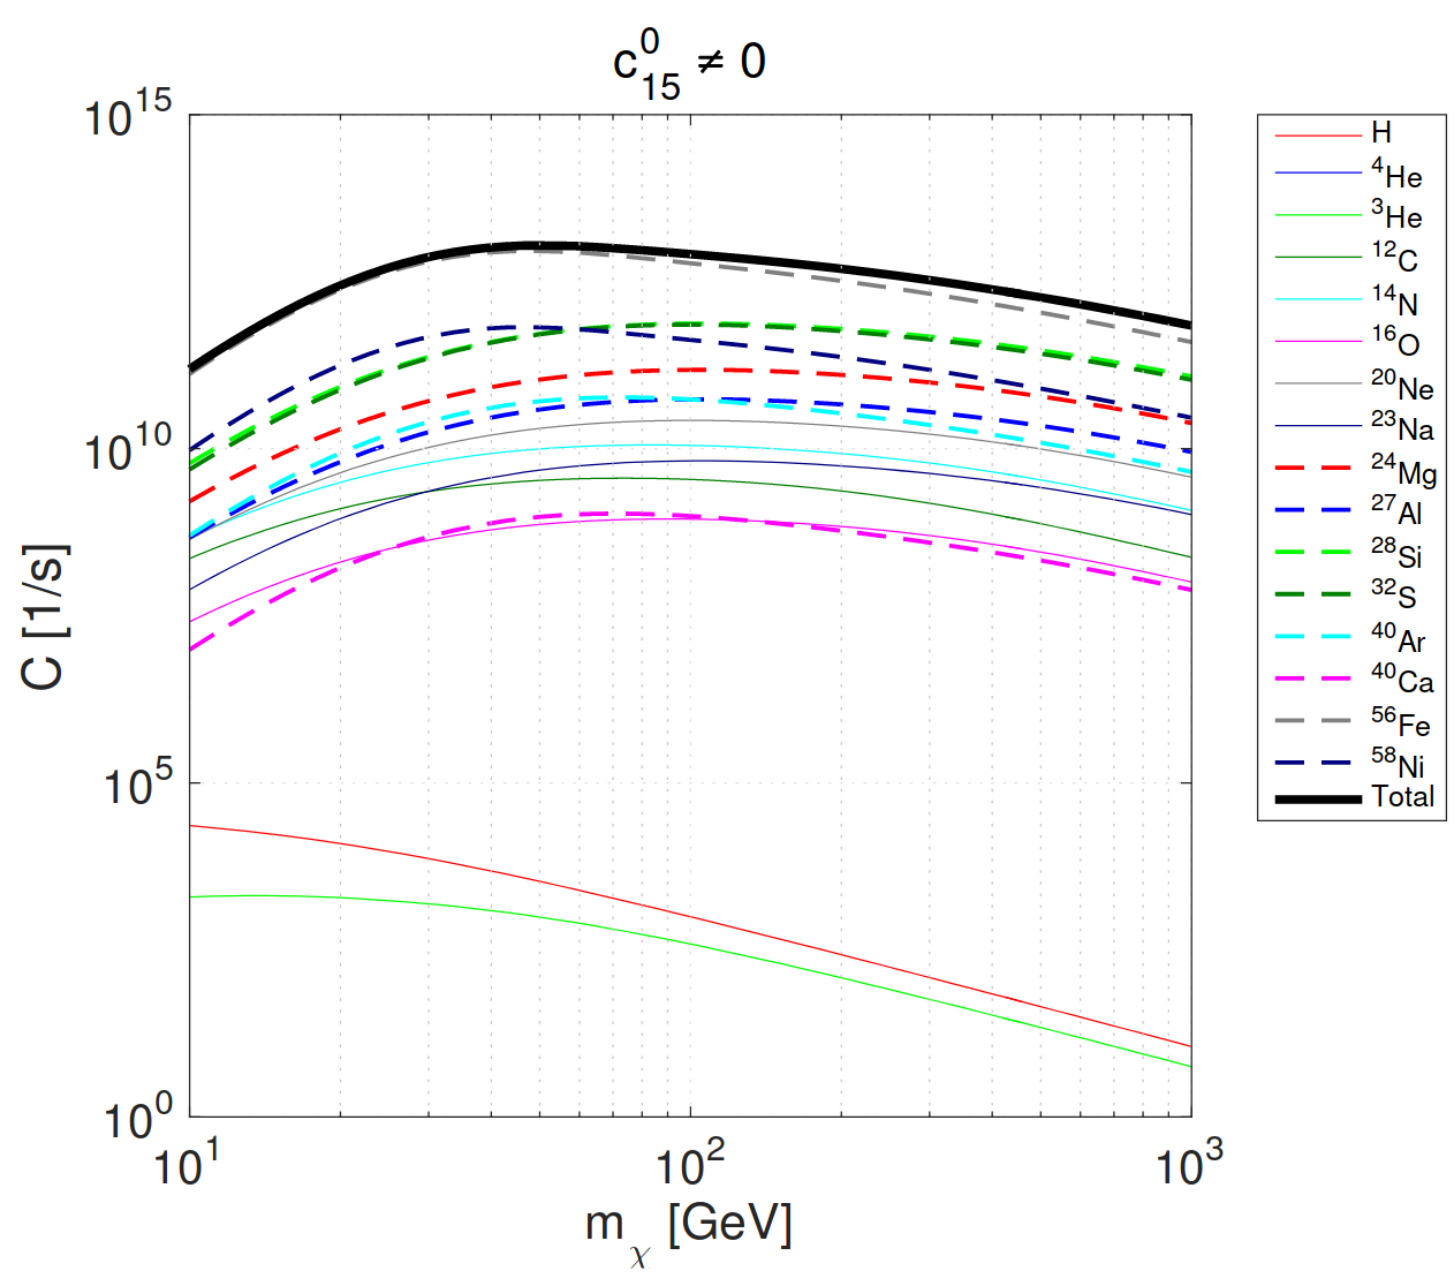 c₁₅⁰ ≠ 0
10¹⁵
10¹⁰
10⁵
10⁰
C [1/s]
10¹
10²
10³
m_χ [GeV]
H
⁴He
³He
¹²C
¹⁴N
¹⁶O
²⁰Ne
²³Na
²⁴Mg
²⁷Al
²⁸Si
³²S
⁴⁰Ar
⁴⁰Ca
⁵⁶Fe
⁵⁸Ni
Total